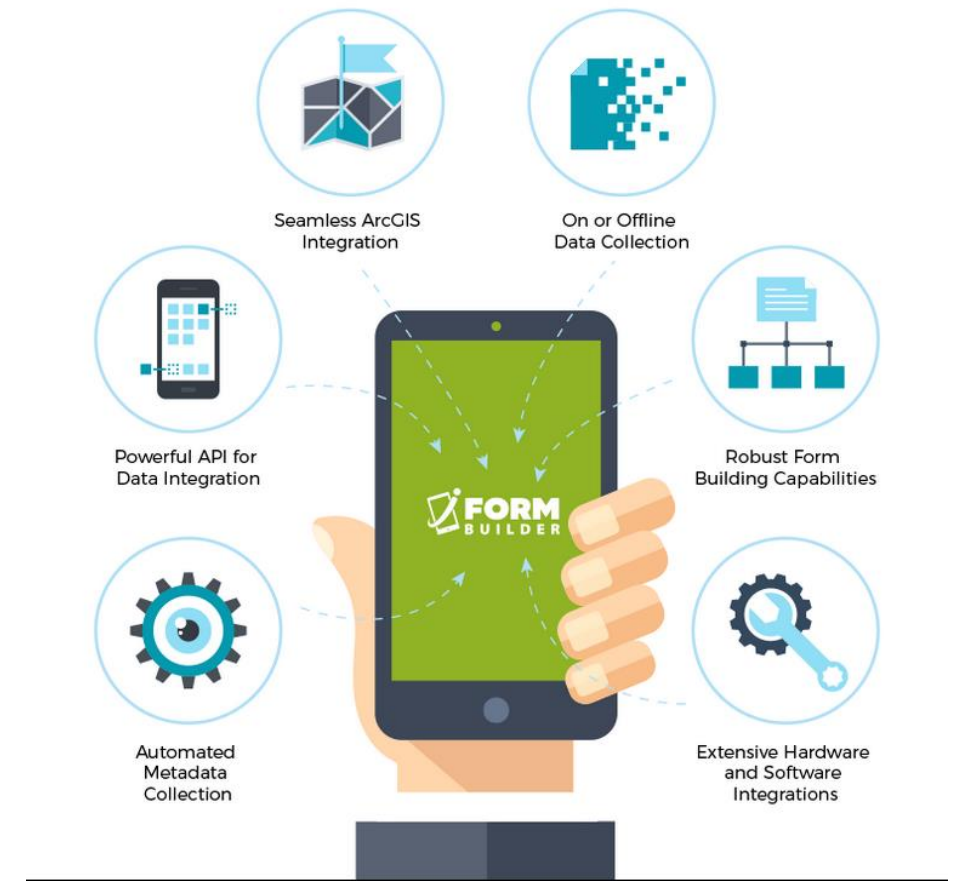 Seamless ArcGIS
Integration
On or Offline
Data Collection
Powerful API for
Data Integration
Robust Form
Building Capabilities
iFORM
BUILDER
Automated
Metadata
Collection
Extensive Hardware
and Software
Integrations